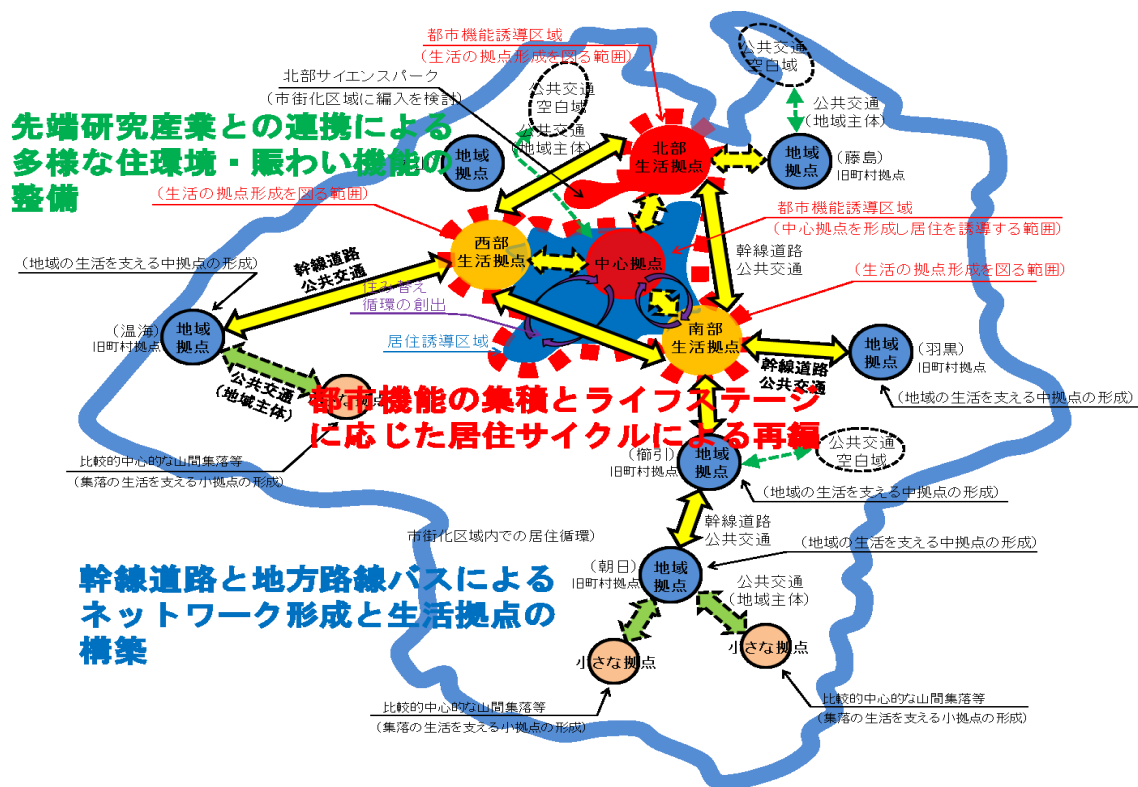 都市機能誘導区域
(生活の拠点形成を図る範囲)
公共交通
空白域
北部サイエンスパーク
(市街化区域に編入を検討)
公共交通
空白域
公共交通
(地域主体)
公共交通
(地域主体)
先端研究産業との連携による
多様な住環境・賑わい機能の
整備
地域
拠点
北部
生活拠点
地域
拠点
(藤島)
旧町村拠点
(生活の拠点形成を図る範囲)
都市機能誘導区域
(中心拠点を形成し居住を誘導する範囲)
西部
生活拠点
中心拠点
幹線道路
公共交通
(地域の生活を支える中拠点の形成)
幹線道路
公共交通
(生活の拠点形成を図る範囲)
住み替え
循環の創出
(温海)
旧町村拠点
地域
拠点
居住誘導区域
南部
生活拠点
地域
拠点
(羽黒)
旧町村拠点
幹線道路
公共交通
公共交通
(地域主体)
(地域の生活を支える中拠点の形成)
都市機能の集積とライフステージ
に応じた居住サイクルによる再編
公共交通
空白域
比較的中心的な山間集落等
(集落の生活を支える小拠点の形成)
(櫛引)
旧町村拠点
地域
拠点
(地域の生活を支える中拠点の形成)
市街化区域内での居住循環)
幹線道路
公共交通
(地域の生活を支える中拠点の形成)
幹線道路と地方路線バスによる
ネットワーク形成と生活拠点の
構築
(朝日)
旧町村拠点
地域
拠点
公共交通
(地域主体)
小さな拠点
小さな拠点
比較的中心的な山間集落等
(集落の生活を支える小拠点の形成)
比較的中心的な山間集落等
(集落の生活を支える小拠点の形成)